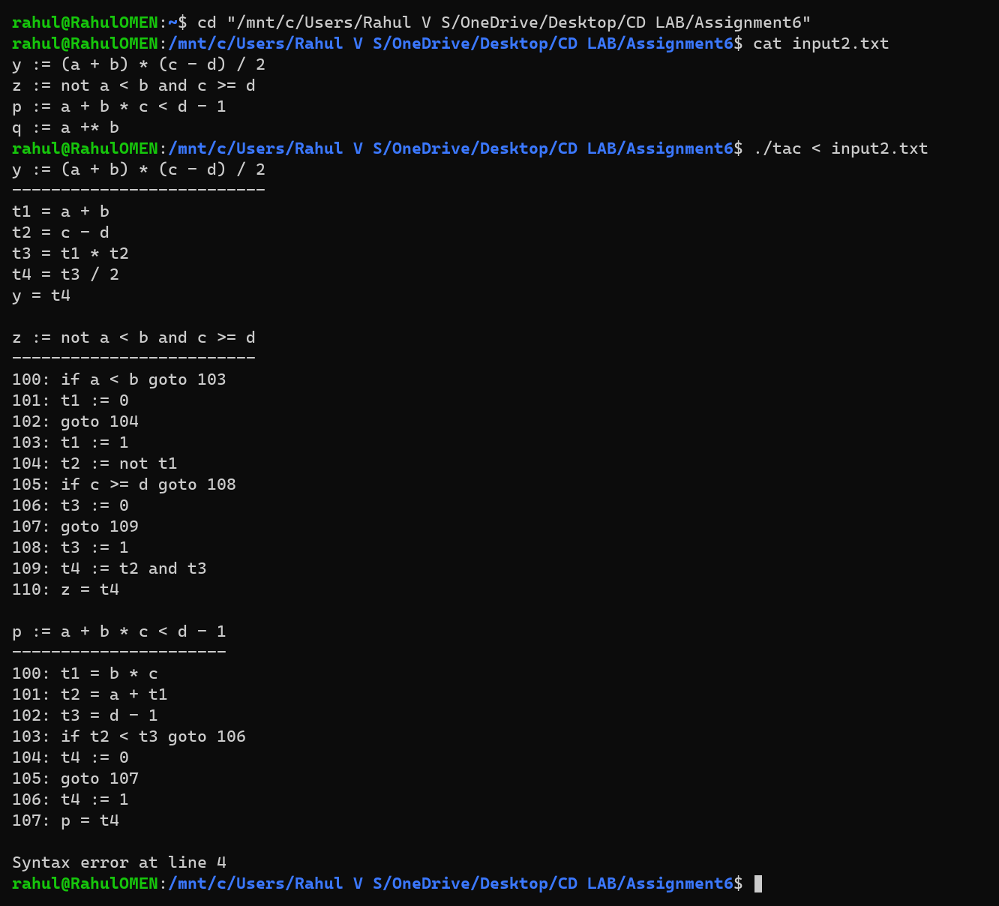 rahul@RahulOMEN:~$ cd "/mnt/c/Users/Rahul V S/OneDrive/Desktop/CD LAB/Assignment6"
rahul@RahulOMEN:/mnt/c/Users/Rahul V S/OneDrive/Desktop/CD LAB/Assignment6$ cat input2.txt
y := (a + b) * (c - d) / 2
z := not a < b and c >= d
p := a + b * c < d - 1
q := a +* b
rahul@RahulOMEN:/mnt/c/Users/Rahul V S/OneDrive/Desktop/CD LAB/Assignment6$ ./tac < input2.txt
y := (a + b) * (c - d) / 2
--------------------------
t1 = a + b
t2 = c - d
t3 = t1 * t2
t4 = t3 / 2
y = t4

z := not a < b and c >= d
-------------------------
100: if a < b goto 103
101: t1 := 0
102: goto 104
103: t1 := 1
104: t2 := not t1
105: if c >= d goto 108
106: t3 := 0
107: goto 109
108: t3 := 1
109: t4 := t2 and t3
110: z = t4

p := a + b * c < d - 1
----------------------
100: t1 = b * c
101: t2 = a + t1
102: t3 = d - 1
103: if t2 < t3 goto 106
104: t4 := 0
105: goto 107
106: t4 := 1
107: p = t4

Syntax error at line 4
rahul@RahulOMEN:/mnt/c/Users/Rahul V S/OneDrive/Desktop/CD LAB/Assignment6$